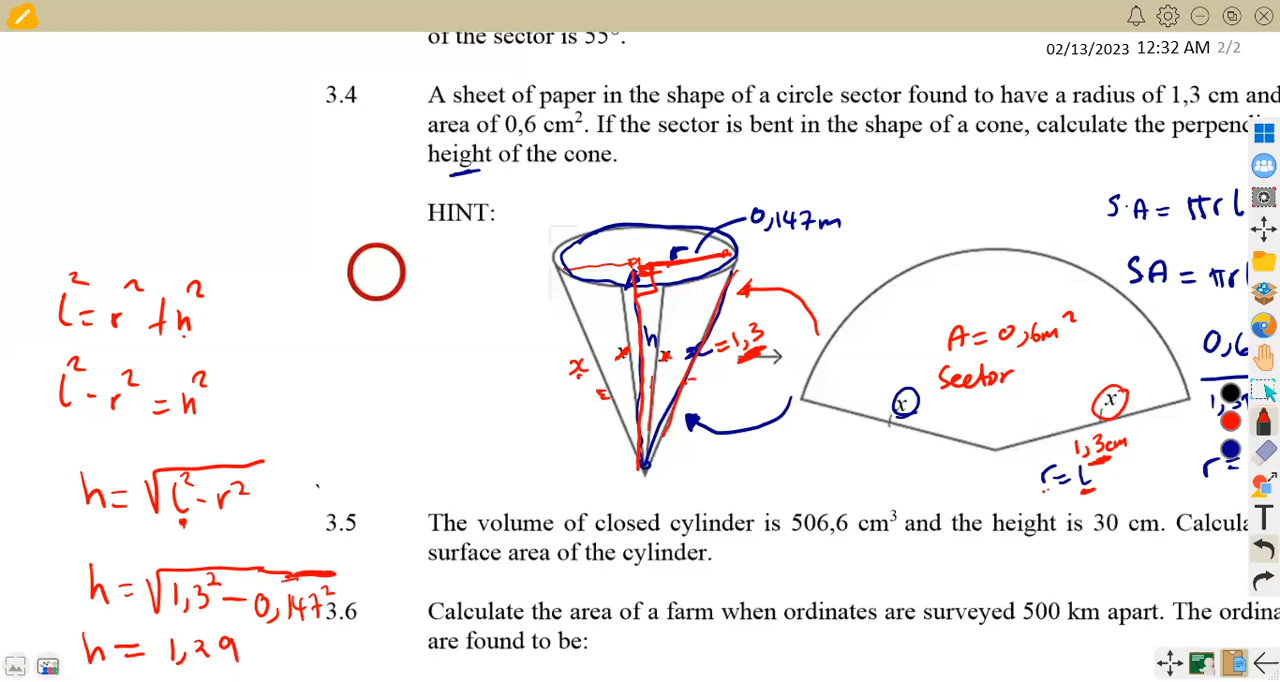 of the sector is 55°.
02/13/2023 12:32 AM 2/2
3.4 A sheet of paper in the shape of a circle sector found to have a radius of 1,3 cm and
area of 0,6 cm². If the sector is bent in the shape of a cone, calculate the
height of the cone.
HINT:
0,147m
r
h
x
x
x
x = 1,3
S.A = πrl
SA = πrl
A = 0,6m²
Sector
x
x
1,3cm
r = l
0,6
r =
l² = r² + h²
l² - r² = h²
h = √l² - r²
h = √1,3² - 0,147²
h = 1,29
3.5 The volume of closed cylinder is 506,6 cm³ and the height is 30 cm.
surface area of the cylinder.
3.6 Calculate the area of a farm when ordinates are surveyed 500 km apart. The
are found to be:
T